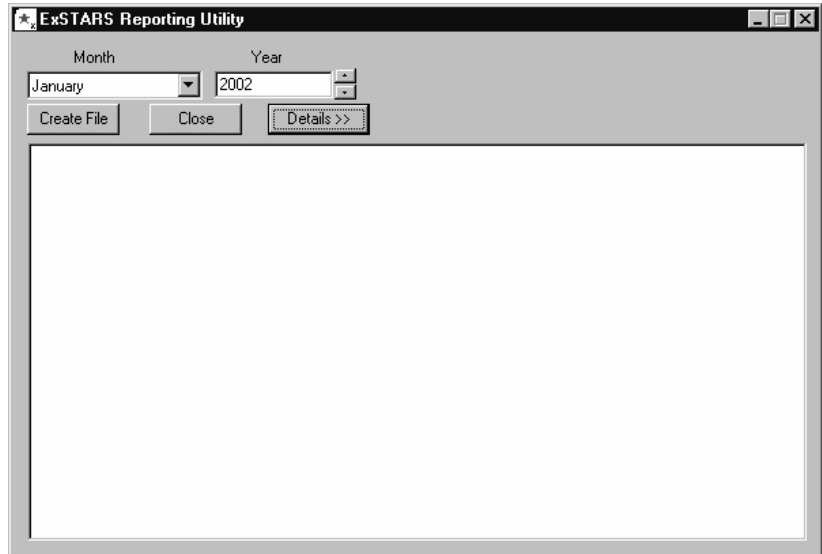 ExSTARS Reporting Utility
Month Year
January 2002
Create File Close Details >>